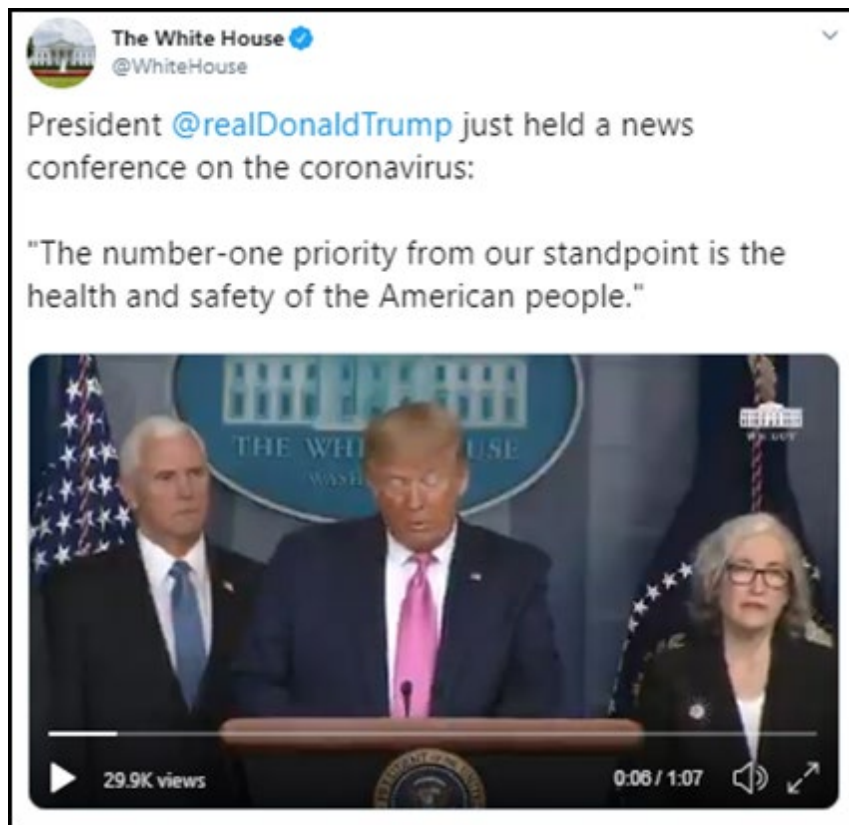 The White House
@WhiteHouse
President @realDonaldTrump just held a news
conference on the coronavirus:
"The number-one priority from our standpoint is the
health and safety of the American people."
THE WH USE
WASH
29.9K views
0:06 / 1:07